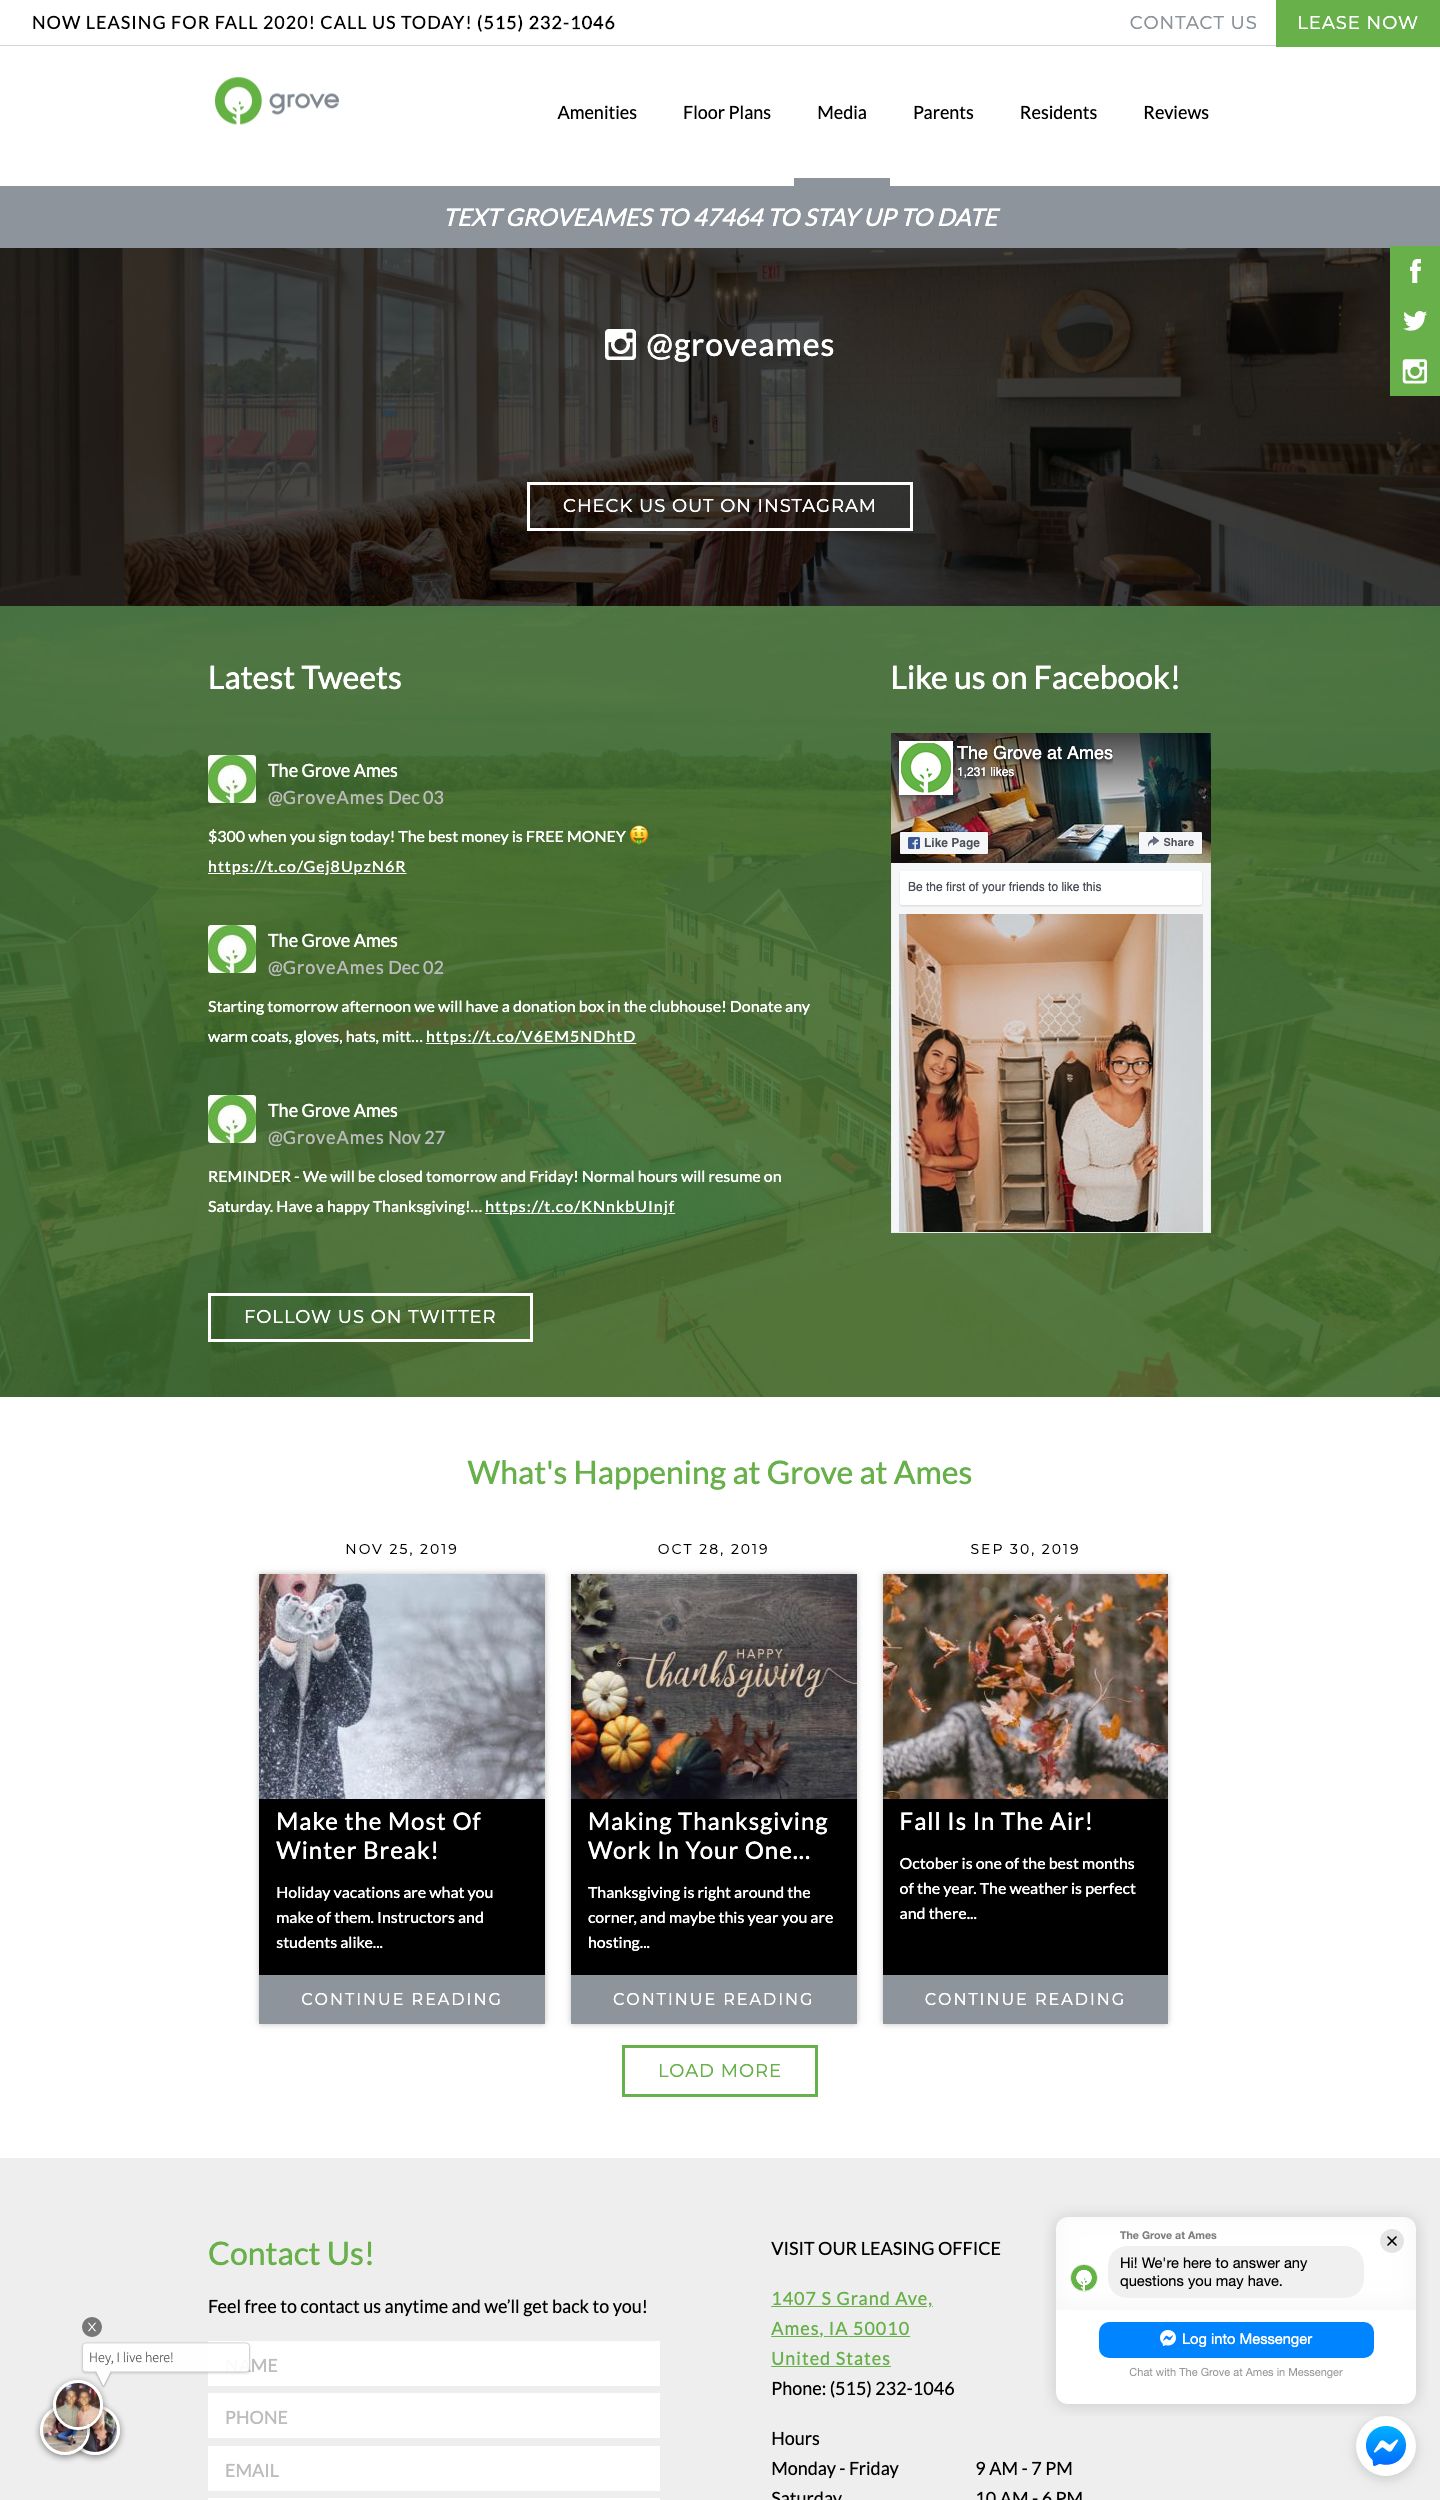 NOW LEASING FOR FALL 2020! CALL US TODAY! (515) 232-1046
CONTACT US
LEASE NOW
grove
Amenities
Floor Plans
Media
Parents
Residents
Reviews
TEXT GROVEAMES TO 47464 TO STAY UP TO DATE
EXIT
@groveames
CHECK US OUT ON INSTAGRAM
Latest Tweets
The Grove Ames
@GroveAmes Dec 03
$300 when you sign today! The best money is FREE MONEY 🤑
https://t.co/Gej8UpzN6R
The Grove Ames
@GroveAmes Dec 02
Starting tomorrow afternoon we will have a donation box in the clubhouse! Donate any
warm coats, gloves, hats, mitt... https://t.co/V6EM5NDhtD
The Grove Ames
@GroveAmes Nov 27
REMINDER - We will be closed tomorrow and Friday! Normal hours will resume on
Saturday. Have a happy Thanksgiving!... https://t.co/KNnkbUInjf
FOLLOW US ON TWITTER
Like us on Facebook!
The Grove at Ames
1,231 likes
Like Page
Share
Be the first of your friends to like this
What's Happening at Grove at Ames
NOV 25, 2019
Make the Most Of
Winter Break!
Holiday vacations are what you
make of them. Instructors and
students alike...
CONTINUE READING
OCT 28, 2019
HAPPY
thanksgiving
Making Thanksgiving
Work In Your One...
Thanksgiving is right around the
corner, and maybe this year you are
hosting...
CONTINUE READING
SEP 30, 2019
Fall Is In The Air!
October is one of the best months
of the year. The weather is perfect
and there...
CONTINUE READING
LOAD MORE
Contact Us!
Feel free to contact us anytime and we'll get back to you!
X
Hey, I live here!
NAME
PHONE
EMAIL
VISIT OUR LEASING OFFICE
1407 S Grand Ave,
Ames, IA 50010
United States
Phone: (515) 232-1046
Hours
Monday - Friday 9 AM - 7 PM
Saturday 10 AM - 6 PM
The Grove at Ames
Hi! We're here to answer any
questions you may have.
Log into Messenger
Chat with The Grove at Ames in Messenger